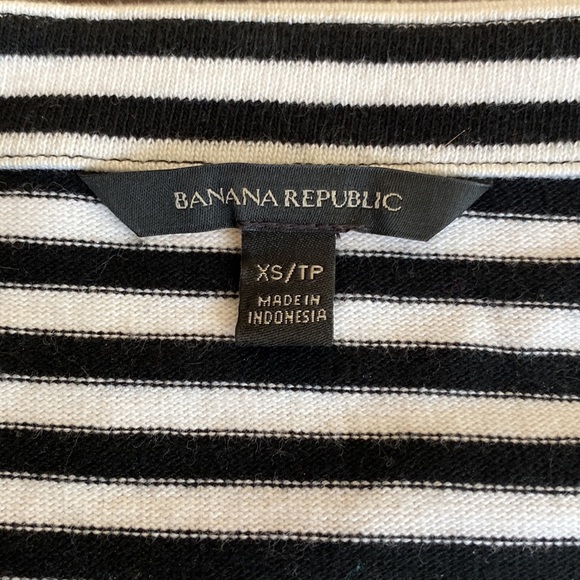 BANANA REPUBLIC
XS/TP
MADE IN
INDONESIA